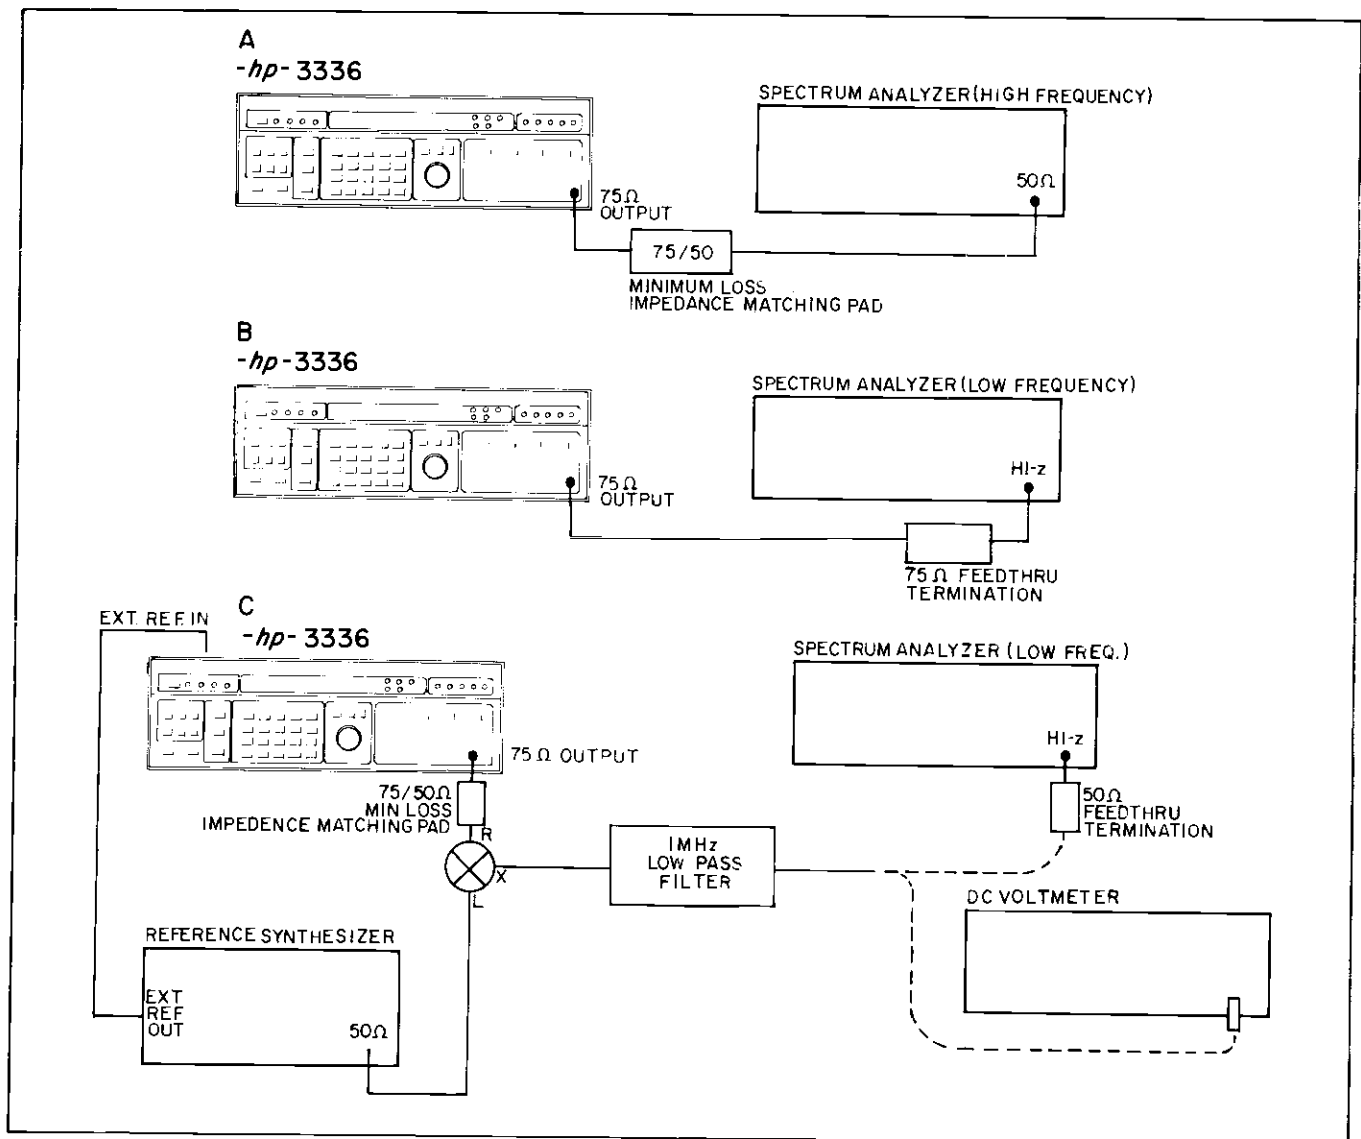 A
-hp-3336
SPECTRUM ANALYZER (HIGH FREQUENCY)
50Ω
75Ω
OUTPUT
75/50
MINIMUM LOSS
IMPEDANCE MATCHING PAD
B
-hp-3336
SPECTRUM ANALYZER (LOW FREQUENCY)
HI-z
75Ω
OUTPUT
75Ω FEEDTHRU
TERMINATION
C
-hp-3336
EXT. REF. IN
SPECTRUM ANALYZER (LOW FREQ.)
HI-z
75Ω OUTPUT
75/50Ω
MIN LOSS
IMPEDENCE MATCHING PAD
R
X
L
50Ω
FEEDTHRU
TERMINATION
1MHz
LOW PASS
FILTER
DC VOLTMETER
REFERENCE SYNTHESIZER
EXT
REF
OUT
50Ω